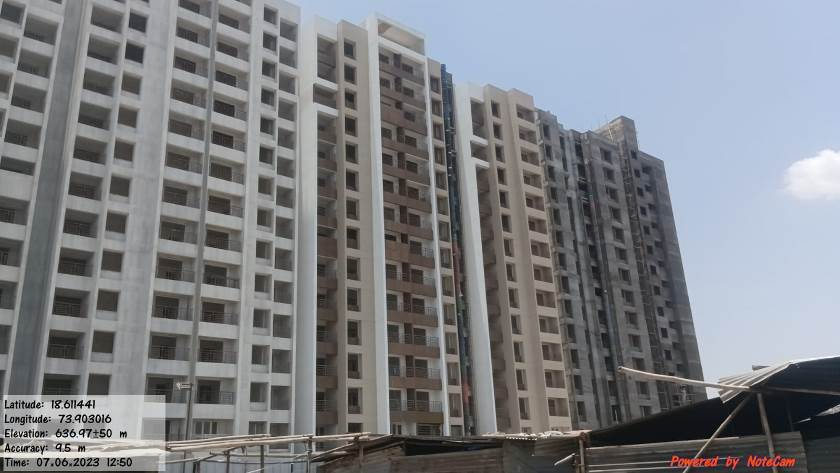 Latitude: 18.611441
Longitude: 73.903016
Elevation: 636.97±50 m
Accuracy: 9.5 m
Time: 07.06.2023 12:50
Powered by NoteCam